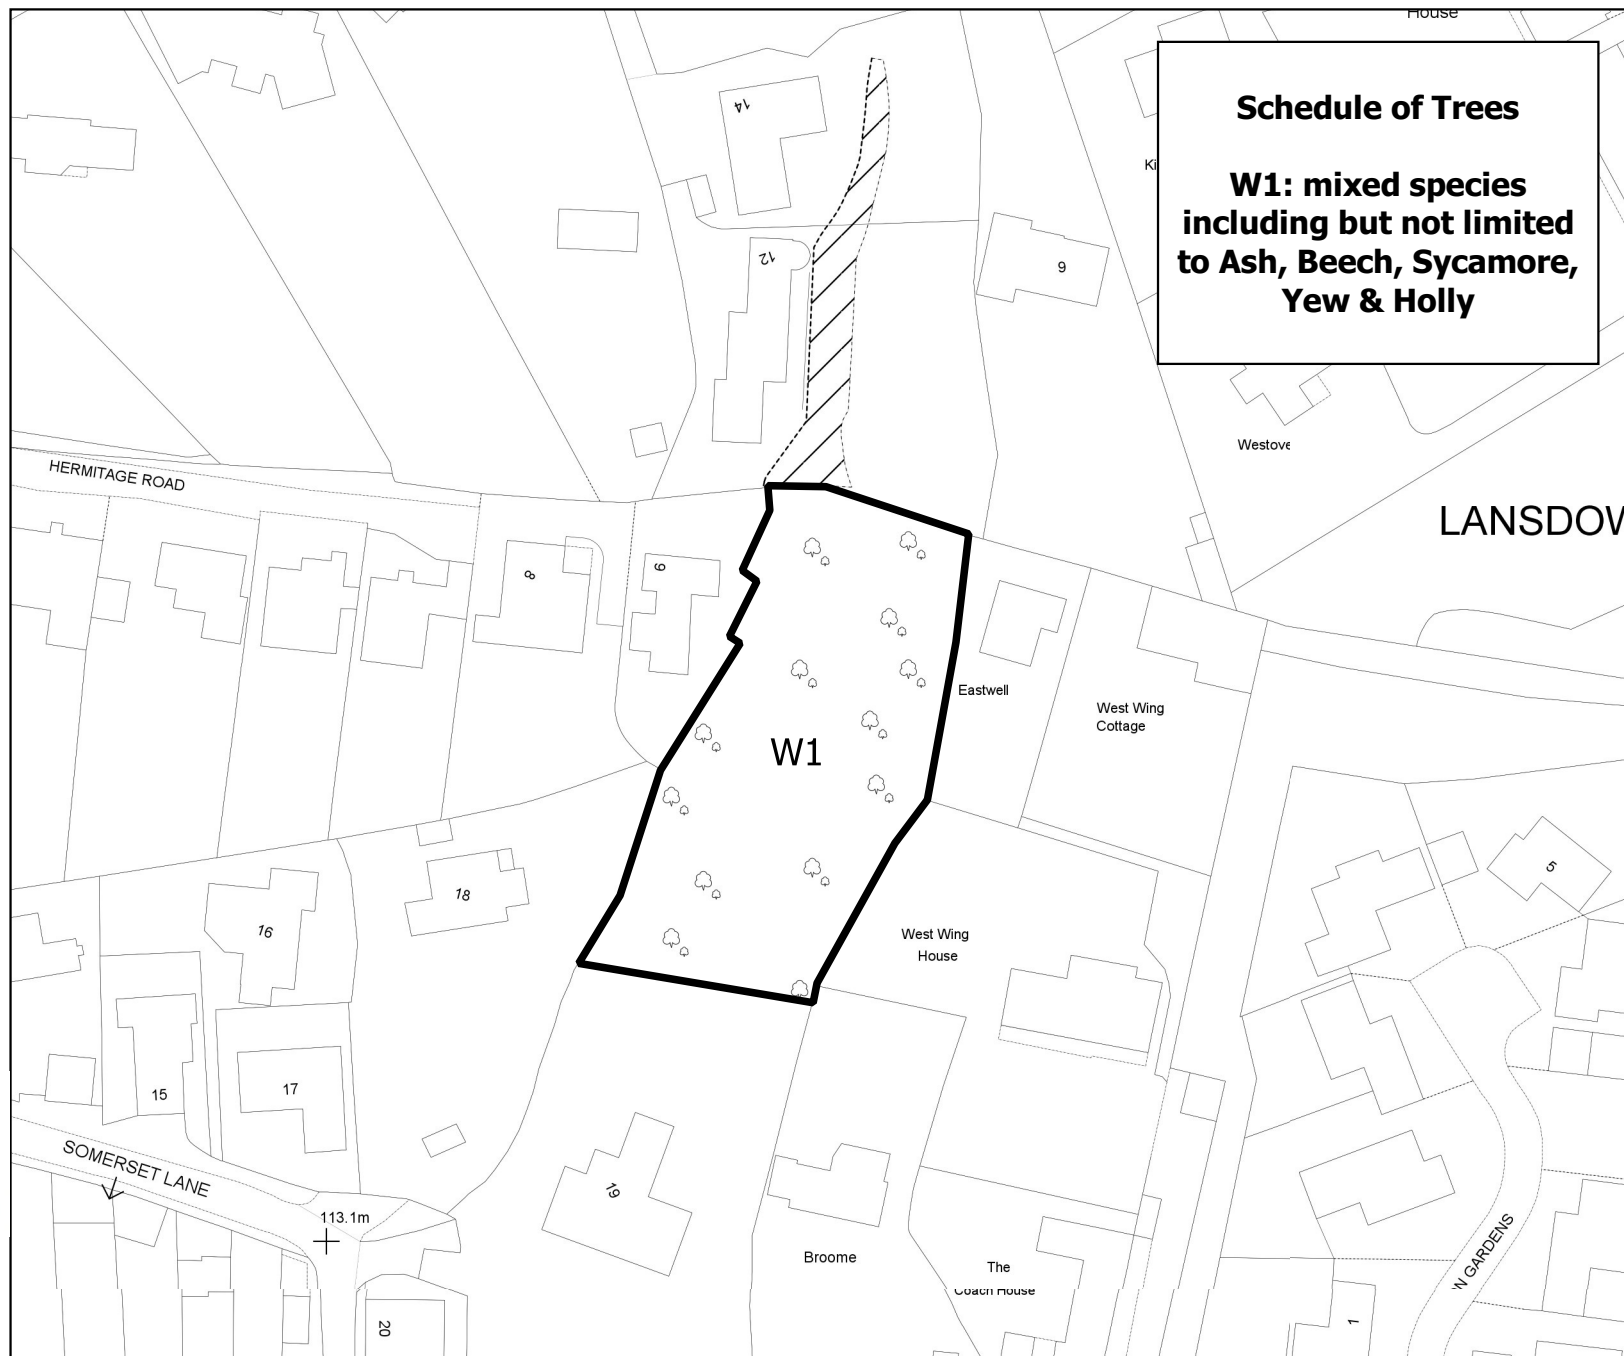 House
Schedule of Trees
W1: mixed species
including but not limited
to Ash, Beech, Sycamore,
Yew & Holly
14
Ki
12
9
Westove
HERMITAGE ROAD
LANSDOW
8
6
Eastwell
West Wing
Cottage
W1
5
18
16
West Wing
House
15
17
SOMERSET LANE
19
113.1m
Broome
The
Coach House
N GARDENS
20
1